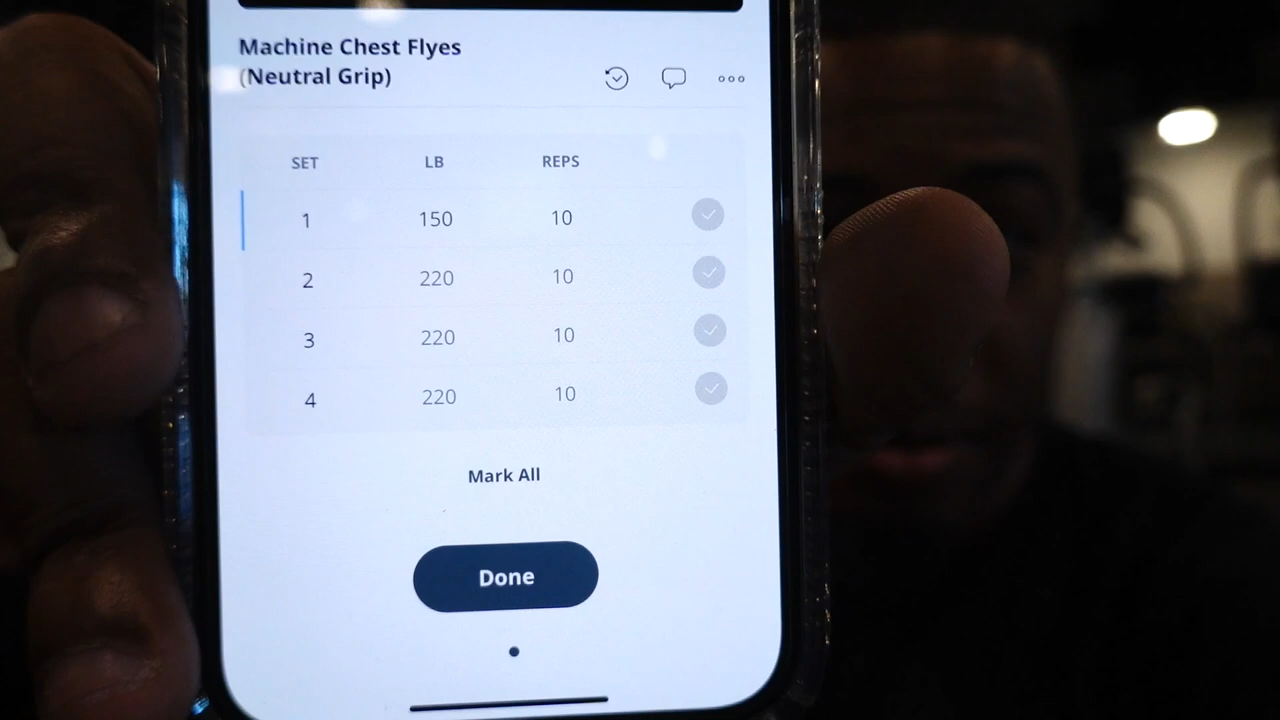 Machine Chest Flyes
(Neutral Grip)
SET LB REPS
1 150 10
2 220 10
3 220 10
4 220 10
Mark All
Done